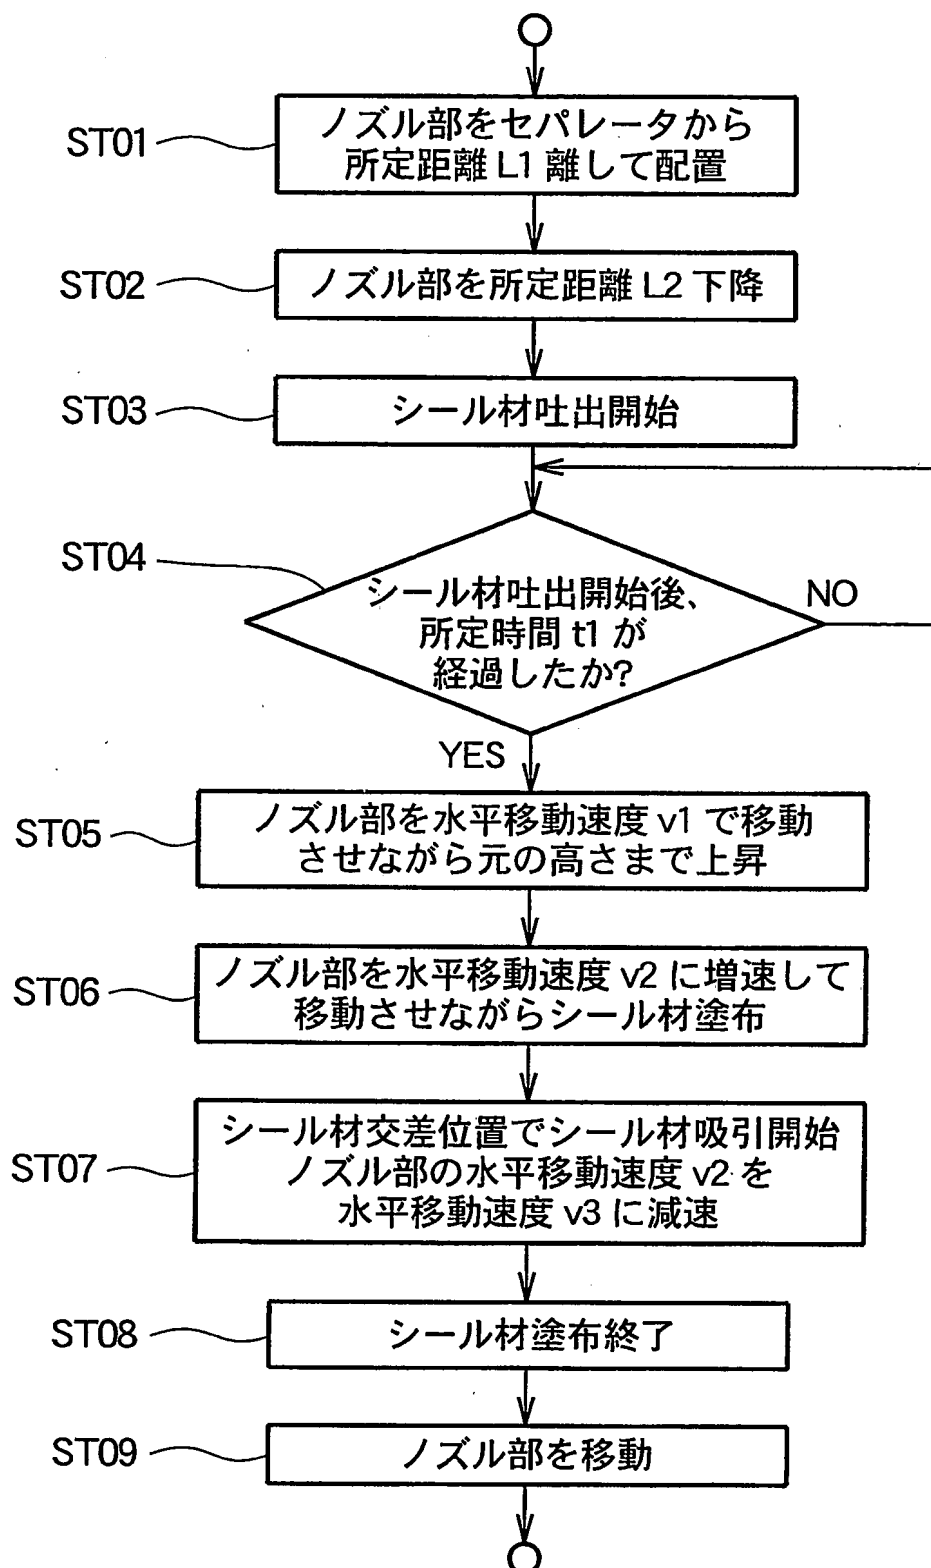 ST01
ノズル部をセパレータから
所定距離 L1 離して配置
ST02
ノズル部を所定距離 L2 下降
ST03
シール材吐出開始
ST04
シール材吐出開始後、
所定時間 t1 が
経過したか?
NO
YES
ST05
ノズル部を水平移動速度 v1 で移動
させながら元の高さまで上昇
ST06
ノズル部を水平移動速度 v2 に増速して
移動させながらシール材塗布
ST07
シール材交差位置でシール材吸引開始
ノズル部の水平移動速度 v2 を
水平移動速度 v3 に減速
ST08
シール材塗布終了
ST09
ノズル部を移動